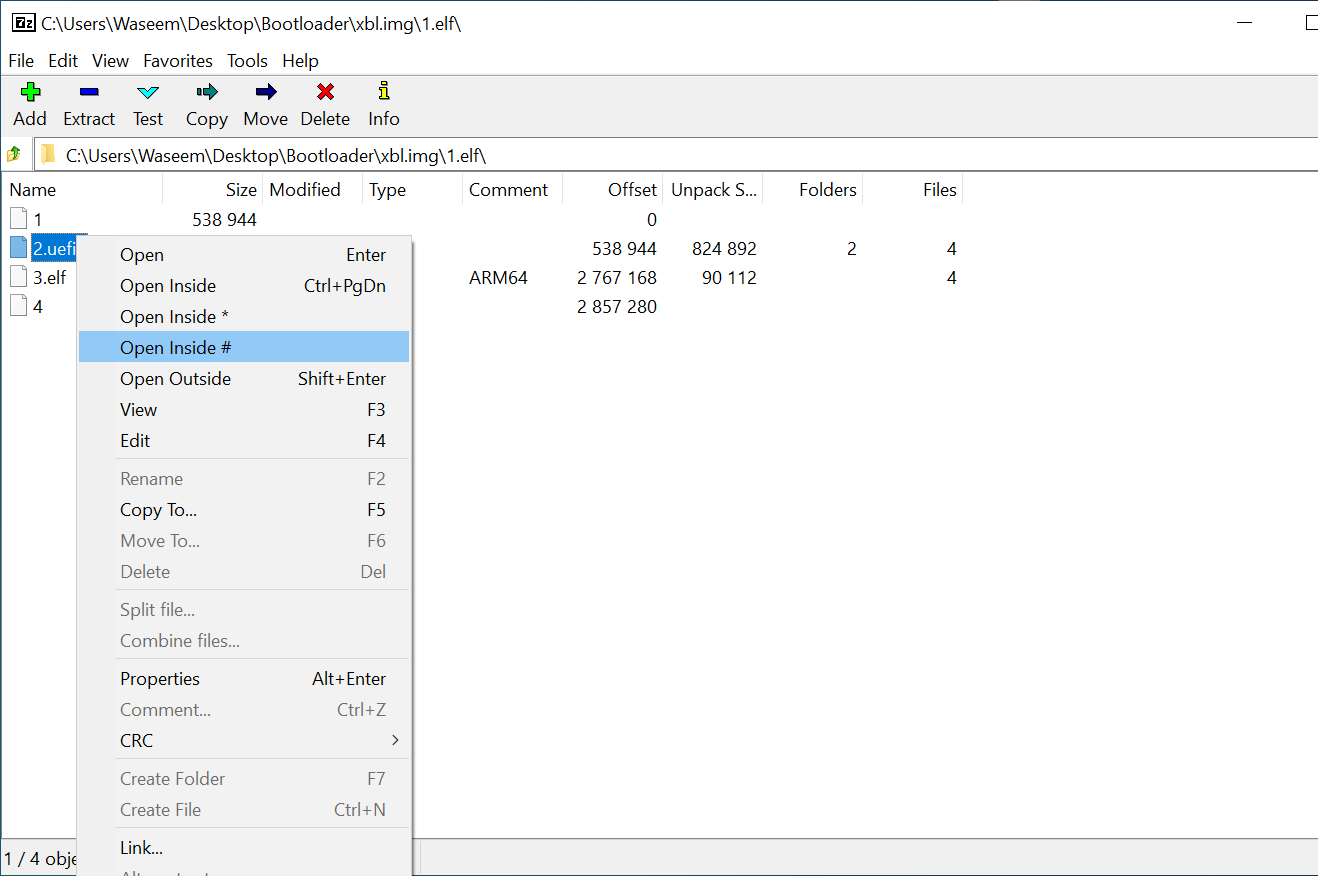 7z C:\Users\Waseem\Desktop\Bootloader\xbl.img\1.elf\
File Edit View Favorites Tools Help
Add Extract Test Copy Move Delete Info
C:\Users\Waseem\Desktop\Bootloader\xbl.img\1.elf\
Name Size Modified Type Comment Offset Unpack S... Folders Files
1 538 944 0
2.uefi 538 944 824 892 2 4
3.elf ARM64 2 767 168 90 112 4
4 2 857 280
Open Enter
Open Inside Ctrl+PgDn
Open Inside *
Open Inside #
Open Outside Shift+Enter
View F3
Edit F4
Rename F2
Copy To... F5
Move To... F6
Delete Del
Split file...
Combine files...
Properties Alt+Enter
Comment... Ctrl+Z
CRC
Create Folder F7
Create File Ctrl+N
Link...
1 / 4 obje